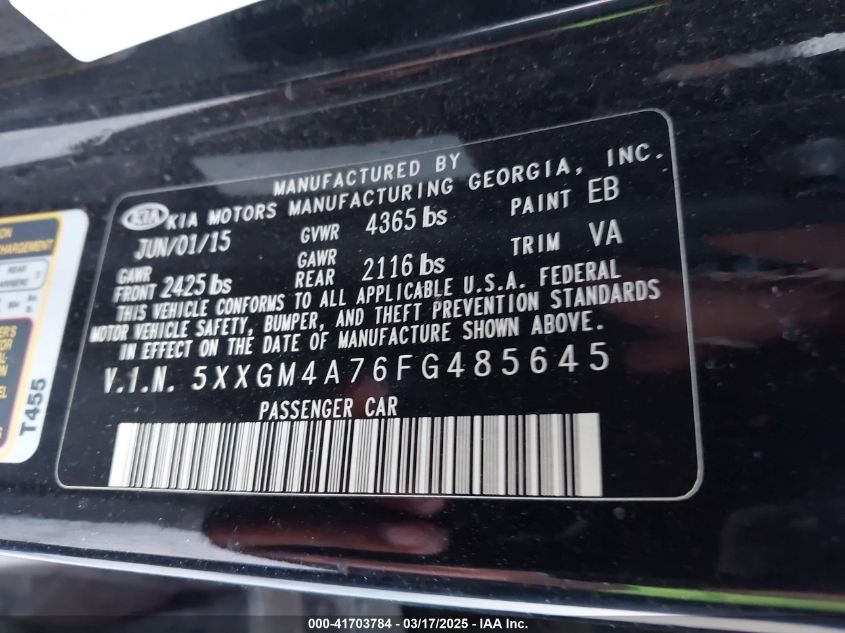 MANUFACTURED BY
KIA KIA MOTORS MANUFACTURING GEORGIA, INC.
JUN/01/15 GVWR 4365 lbs PAINT EB
GAWR FRONT 2425 lbs GAWR REAR 2116 lbs TRIM VA
THIS VEHICLE CONFORMS TO ALL APPLICABLE U.S.A. FEDERAL
MOTOR VEHICLE SAFETY, BUMPER, AND THEFT PREVENTION STANDARDS
IN EFFECT ON THE DATE OF MANUFACTURE SHOWN ABOVE.
V.I.N. 5XXGM4A76FG485645
PASSENGER CAR
REAR
T455
000-41703784 - 03/17/2025 - IAA Inc.